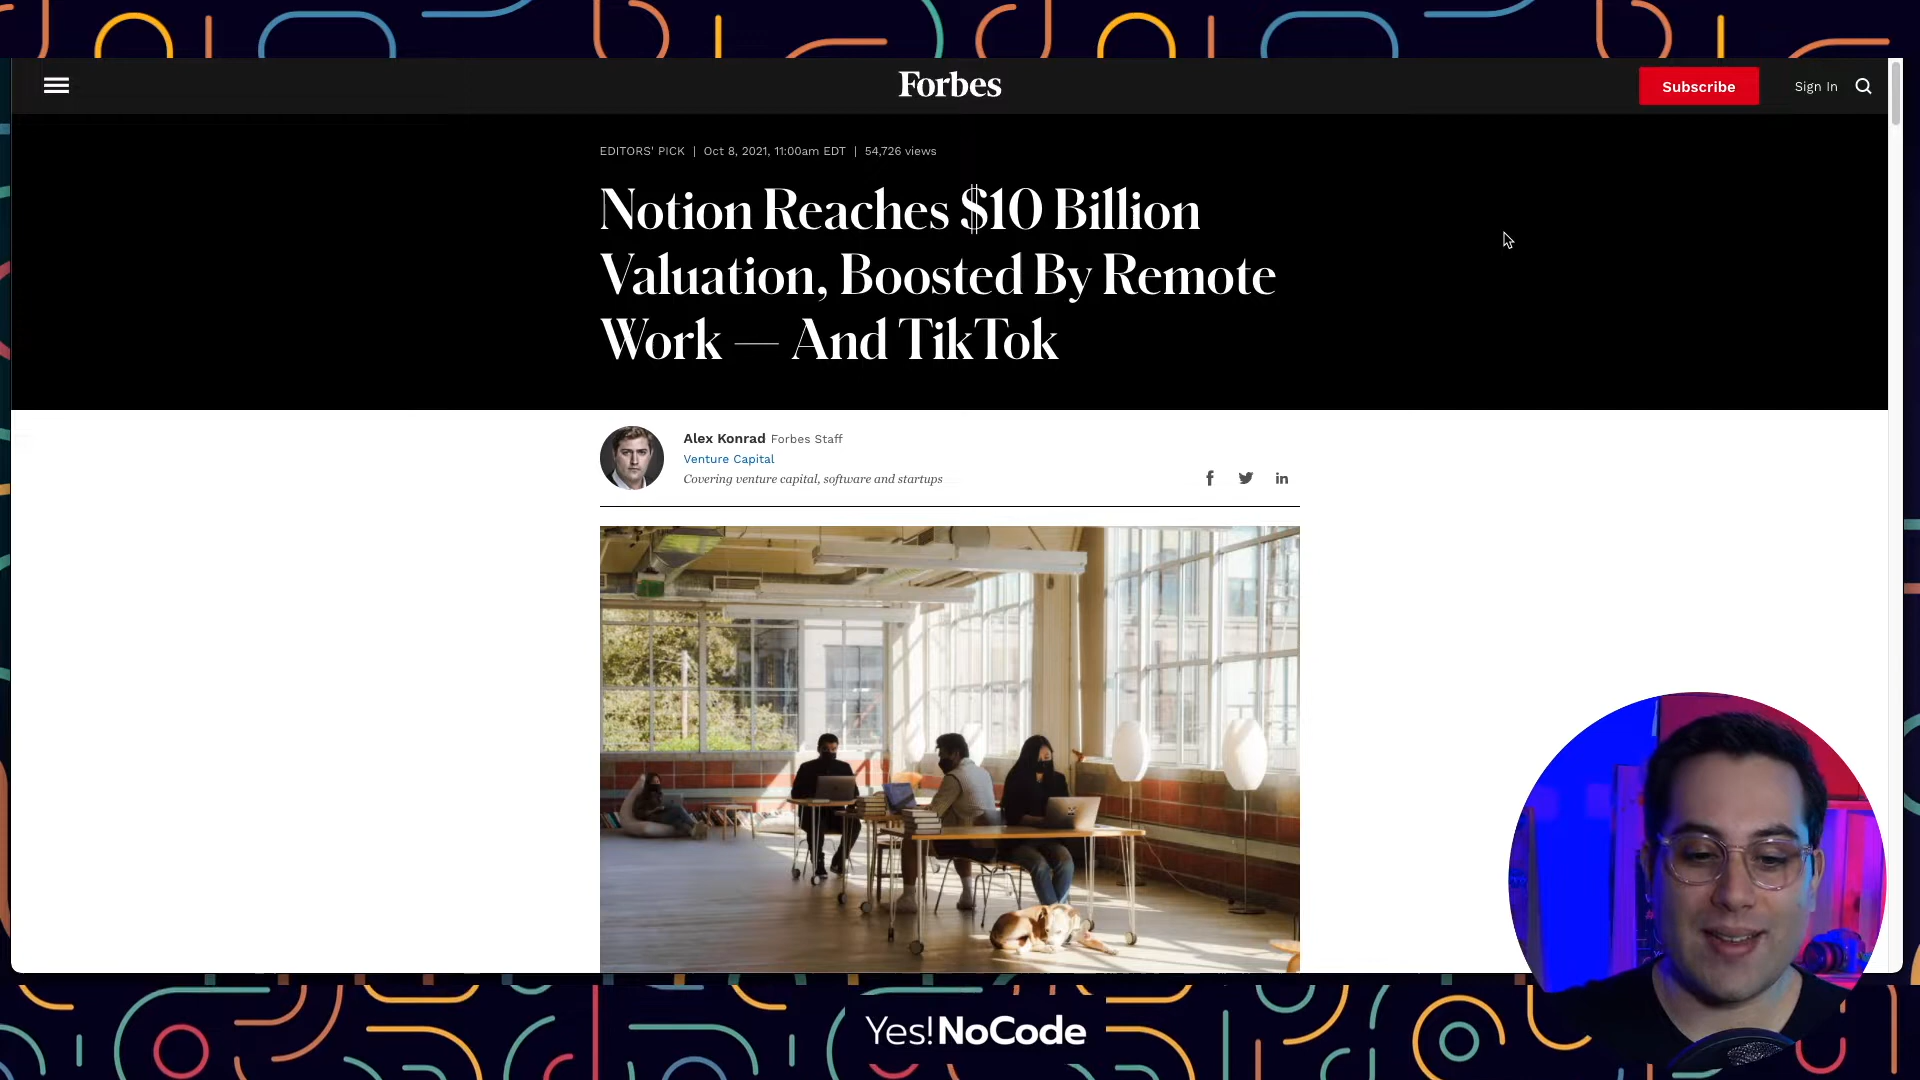 Forbes
Subscribe
Sign In
EDITORS' PICK | Oct 8, 2021, 11:00am EDT | 54,726 views
Notion Reaches $10 Billion
Valuation, Boosted By Remote
Work — And TikTok
Alex Konrad Forbes Staff
Venture Capital
Covering venture capital, software and startups
Yes!NoCode